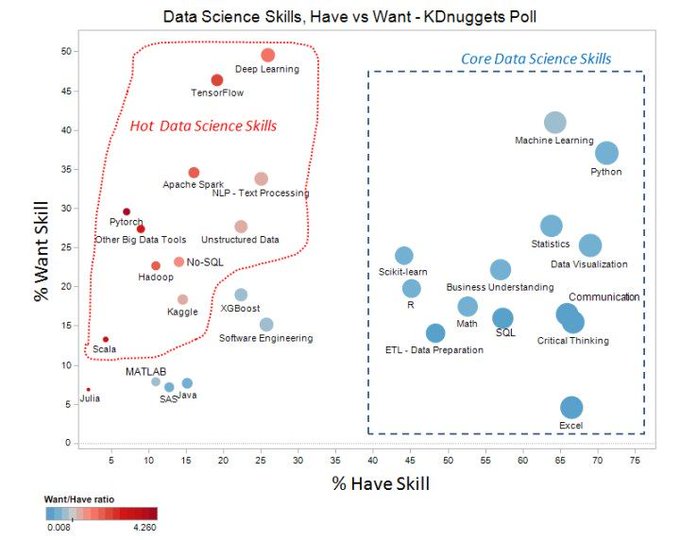 Data Science Skills, Have vs Want - KDnuggets Poll
% Want Skill
50
45
40
35
30
25
20
15
10
5
0
Hot Data Science Skills
Core Data Science Skills
Deep Learning
TensorFlow
Machine Learning
Python
Apache Spark
NLP - Text Processing
Pytorch
Other Big Data Tools
Unstructured Data
Statistics
Data Visualization
Hadoop
No-SQL
Scikit-learn
Business Understanding
Kaggle
XGBoost
R
Communication
Software Engineering
Math
SQL
Critical Thinking
Scala
ETL - Data Preparation
MATLAB
Julia
SAS
Java
Excel
5
10
15
20
25
30
35
40
45
50
55
60
65
70
75
% Have Skill
Want/Have ratio
0.008
4.260